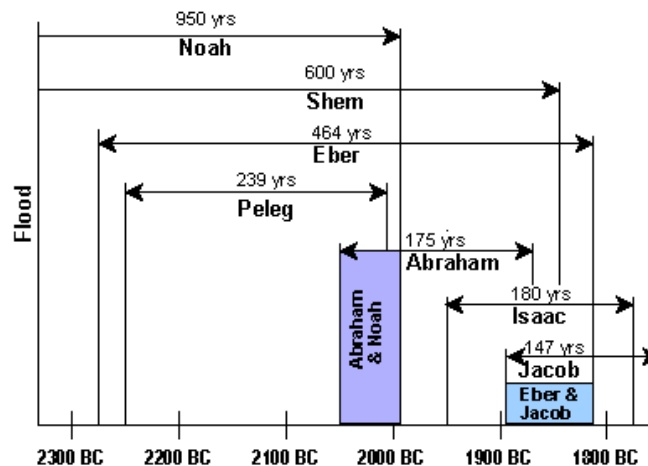 950 yrs
Noah
600 yrs
Shem
464 yrs
Eber
239 yrs
Peleg
Flood
175 yrs
Abraham
Abraham
& Noah
180 yrs
Isaac
147 yrs
Jacob
Eber &
Jacob
2300 BC 2200 BC 2100 BC 2000 BC 1900 BC 1800 BC